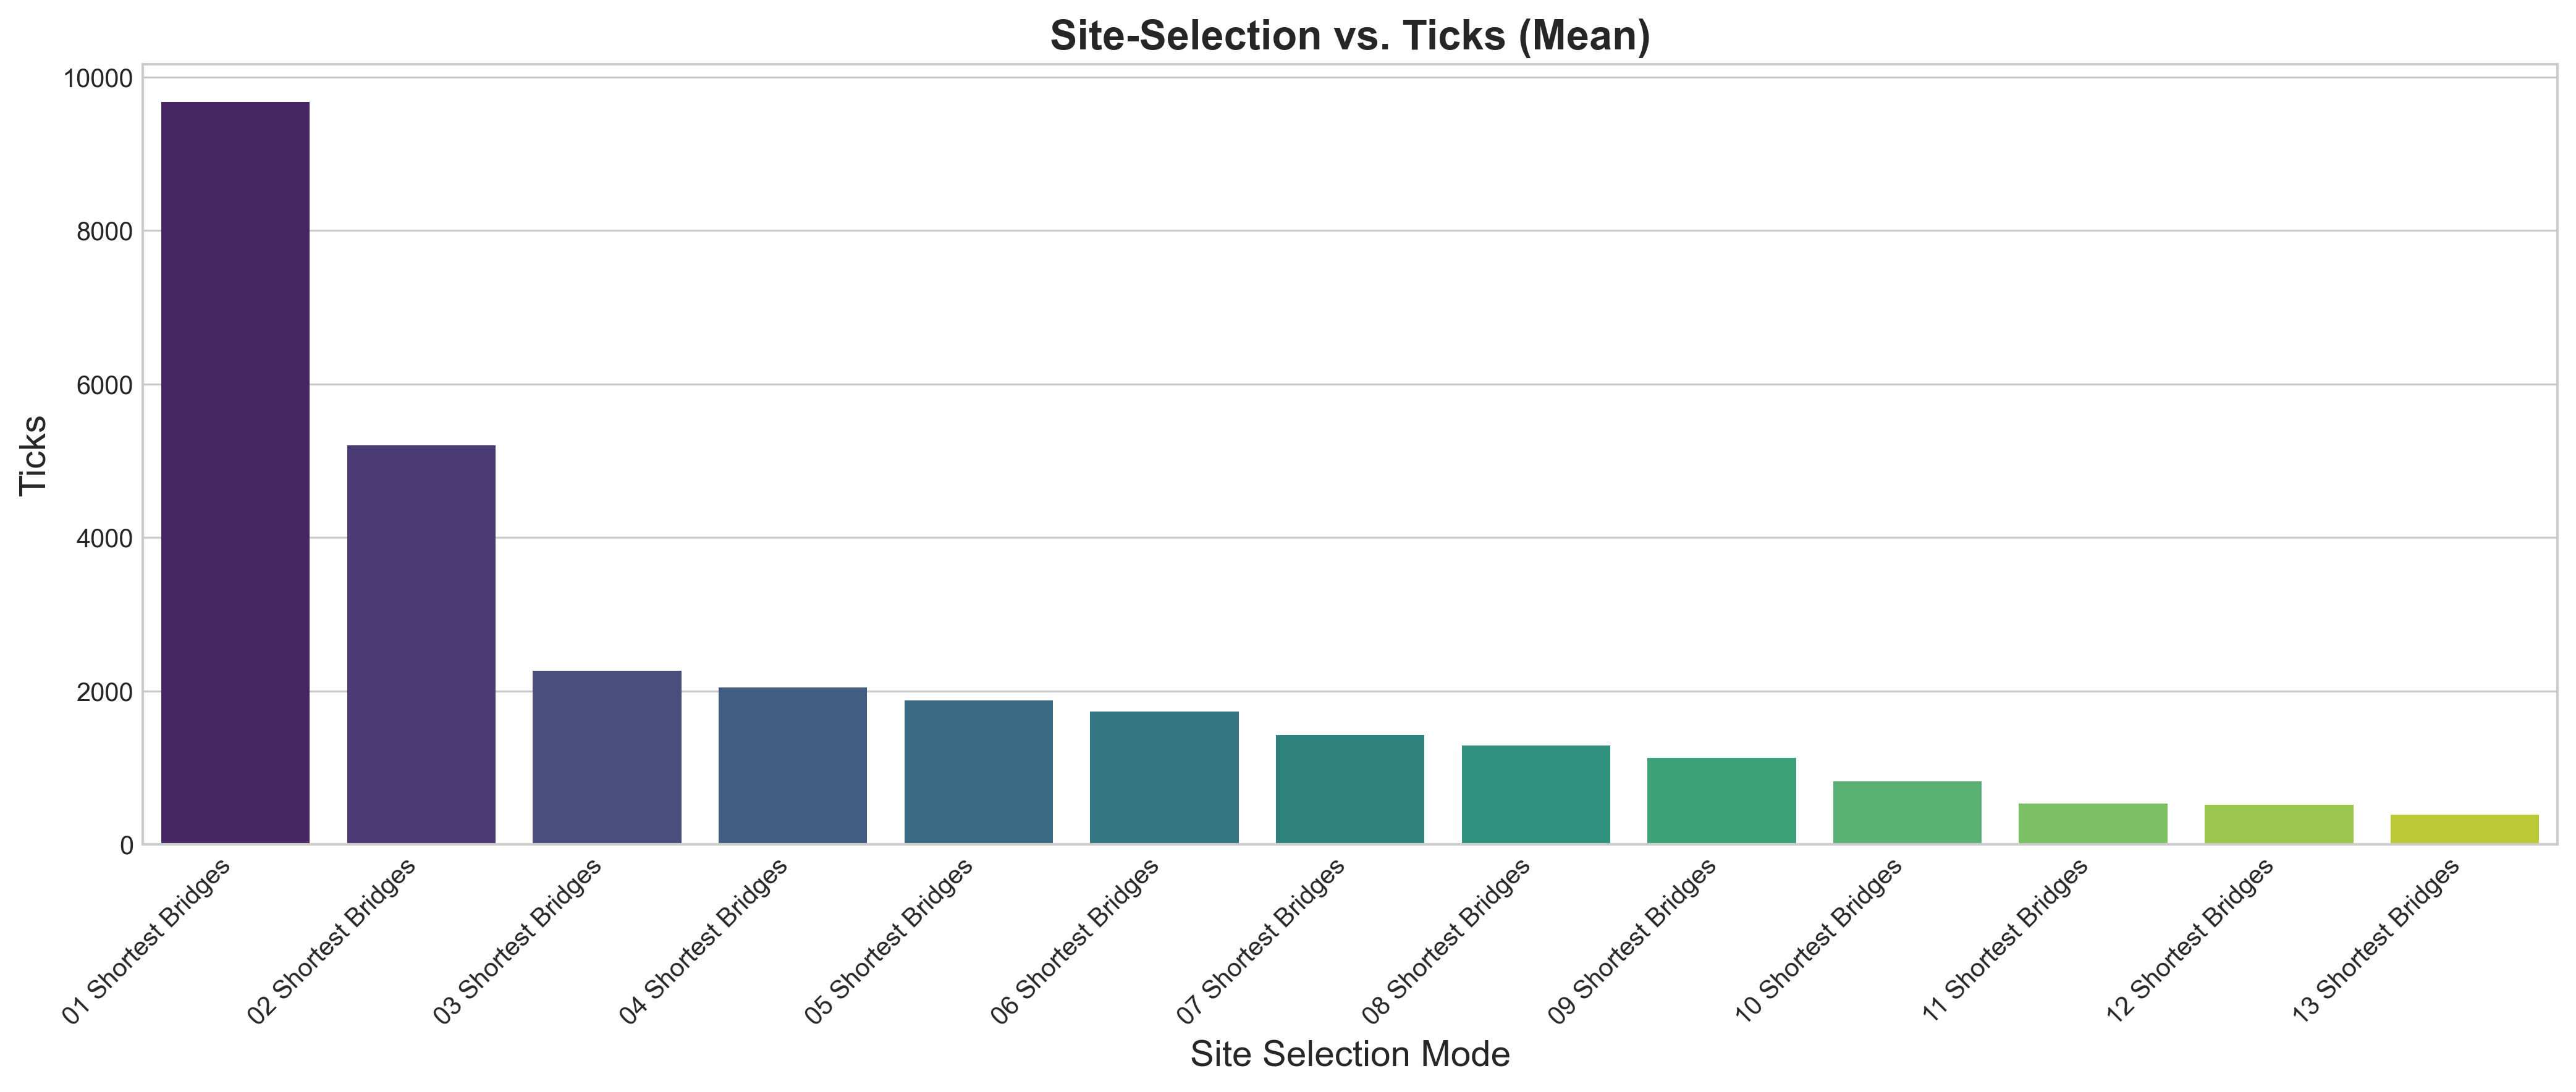 Site-Selection vs. Ticks (Mean)
10000
8000
6000
4000
2000
0
Ticks
01 Shortest Bridges
02 Shortest Bridges
03 Shortest Bridges
04 Shortest Bridges
05 Shortest Bridges
06 Shortest Bridges
07 Shortest Bridges
08 Shortest Bridges
09 Shortest Bridges
10 Shortest Bridges
11 Shortest Bridges
12 Shortest Bridges
13 Shortest Bridges
Site Selection Mode